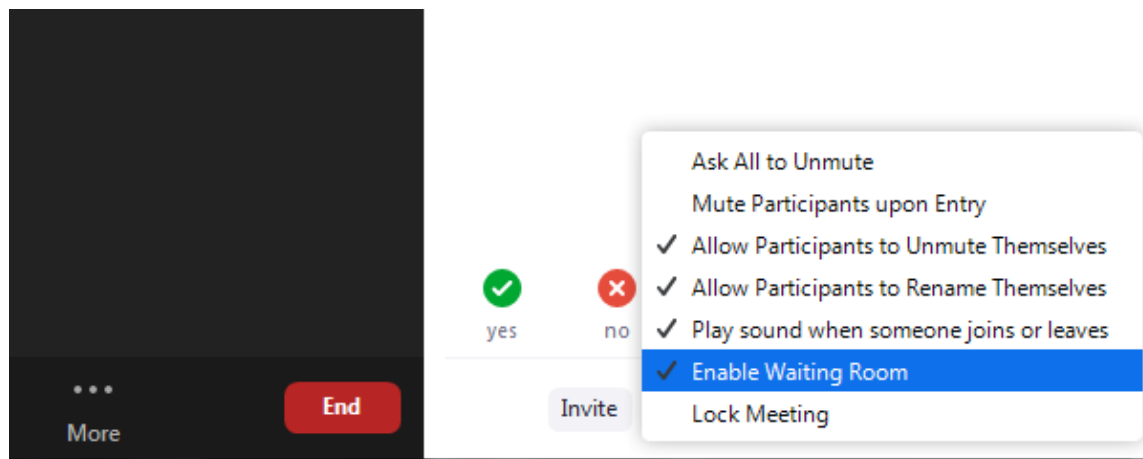 Ask All to Unmute
Mute Participants upon Entry
Allow Participants to Unmute Themselves
Allow Participants to Rename Themselves
Play sound when someone joins or leaves
Enable Waiting Room
Lock Meeting
yes
no
Invite
More
End